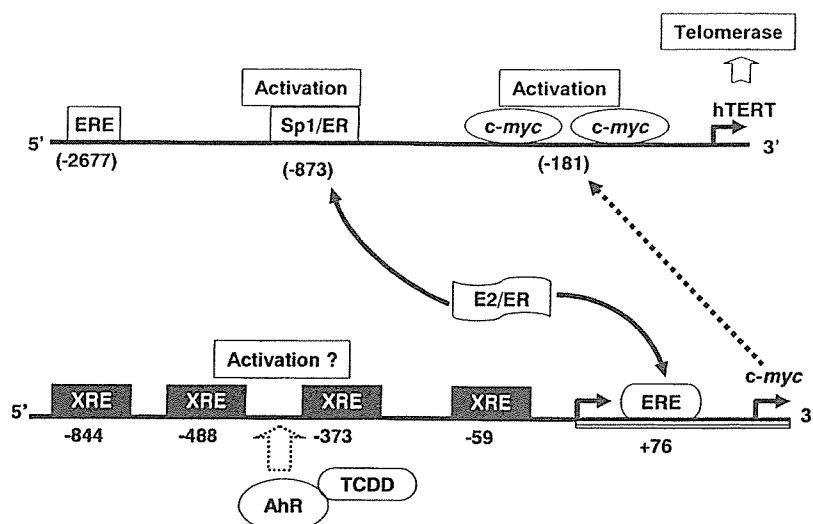 Telomerase
Activation
Activation
hTERT
ERE
Sp1/ER
c-myc
c-myc
5'
3'
(-2677)
(-873)
(-181)
E2/ER
Activation ?
c-myc
XRE
XRE
XRE
XRE
ERE
5'
3
-844
-488
-373
-59
+76
TCDD
AhR